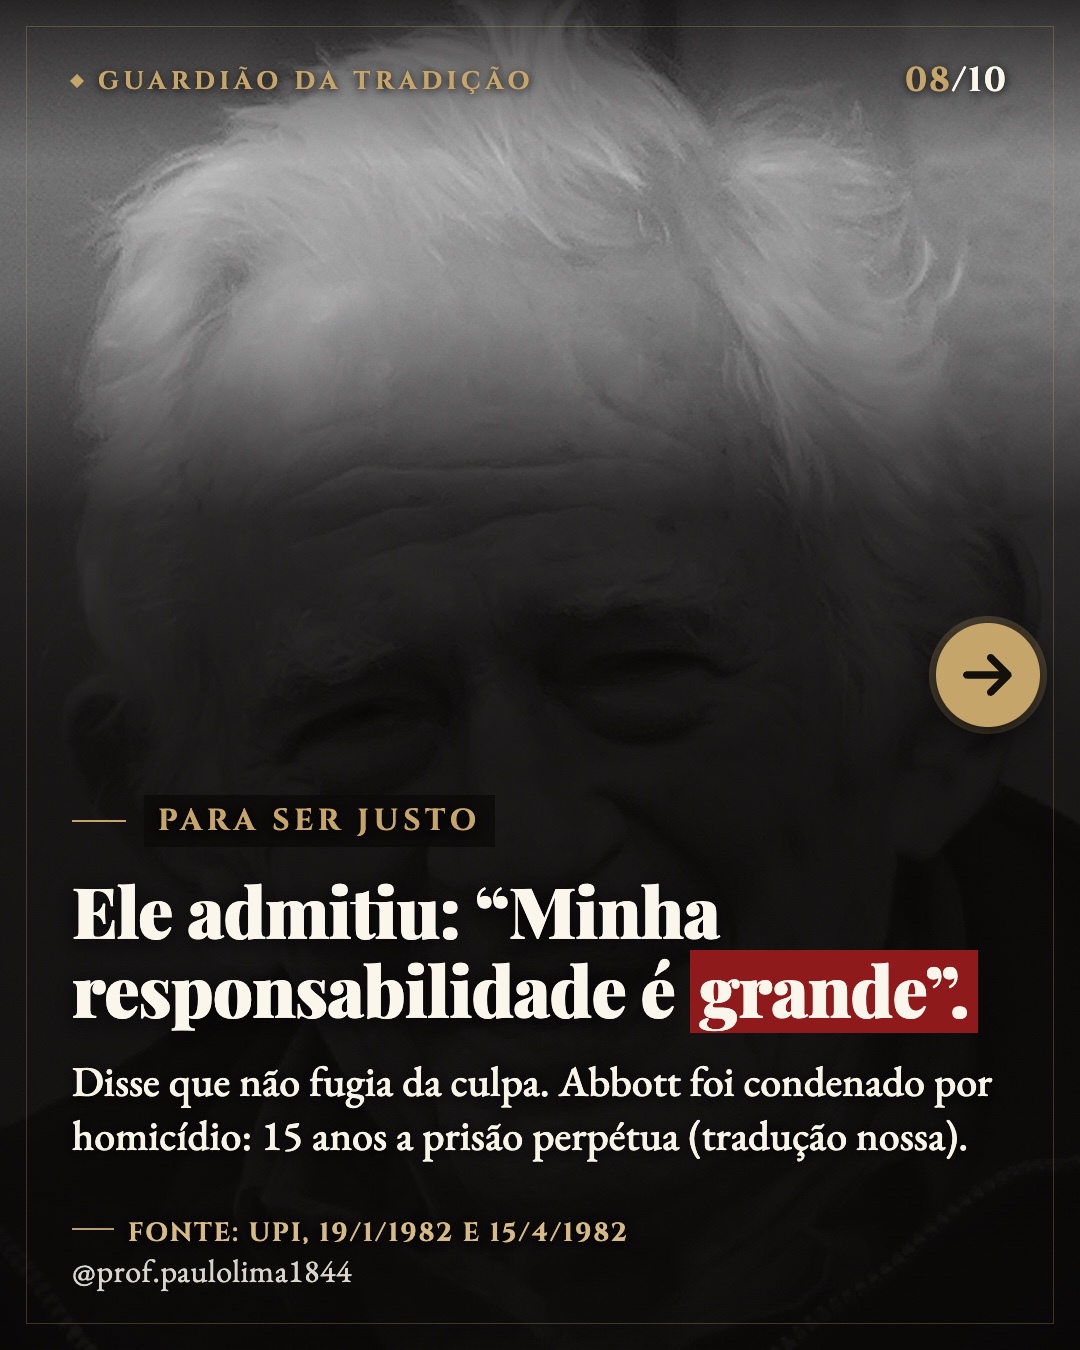 ◆ GUARDIÃO DA TRADIÇÃO
08/10
PARA SER JUSTO
Ele admitiu: “Minha
responsabilidade é grande”.
Disse que não fugia da culpa. Abbott foi condenado por
homicídio: 15 anos a prisão perpétua (tradução nossa).
FONTE: UPI, 19/1/1982 E 15/4/1982
@prof.paulolima1844